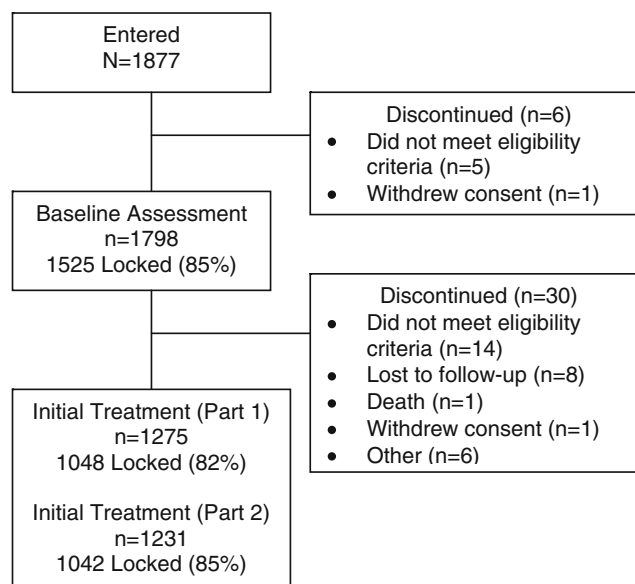 Entered
N=1877
Discontinued (n=6)
• Did not meet eligibility
criteria (n=5)
• Withdrew consent (n=1)
Baseline Assessment
n=1798
1525 Locked (85%)
Discontinued (n=30)
• Did not meet eligibility
criteria (n=14)
• Lost to follow-up (n=8)
• Death (n=1)
• Withdrew consent (n=1)
• Other (n=6)
Initial Treatment (Part 1)
n=1275
1048 Locked (82%)
Initial Treatment (Part 2)
n=1231
1042 Locked (85%)